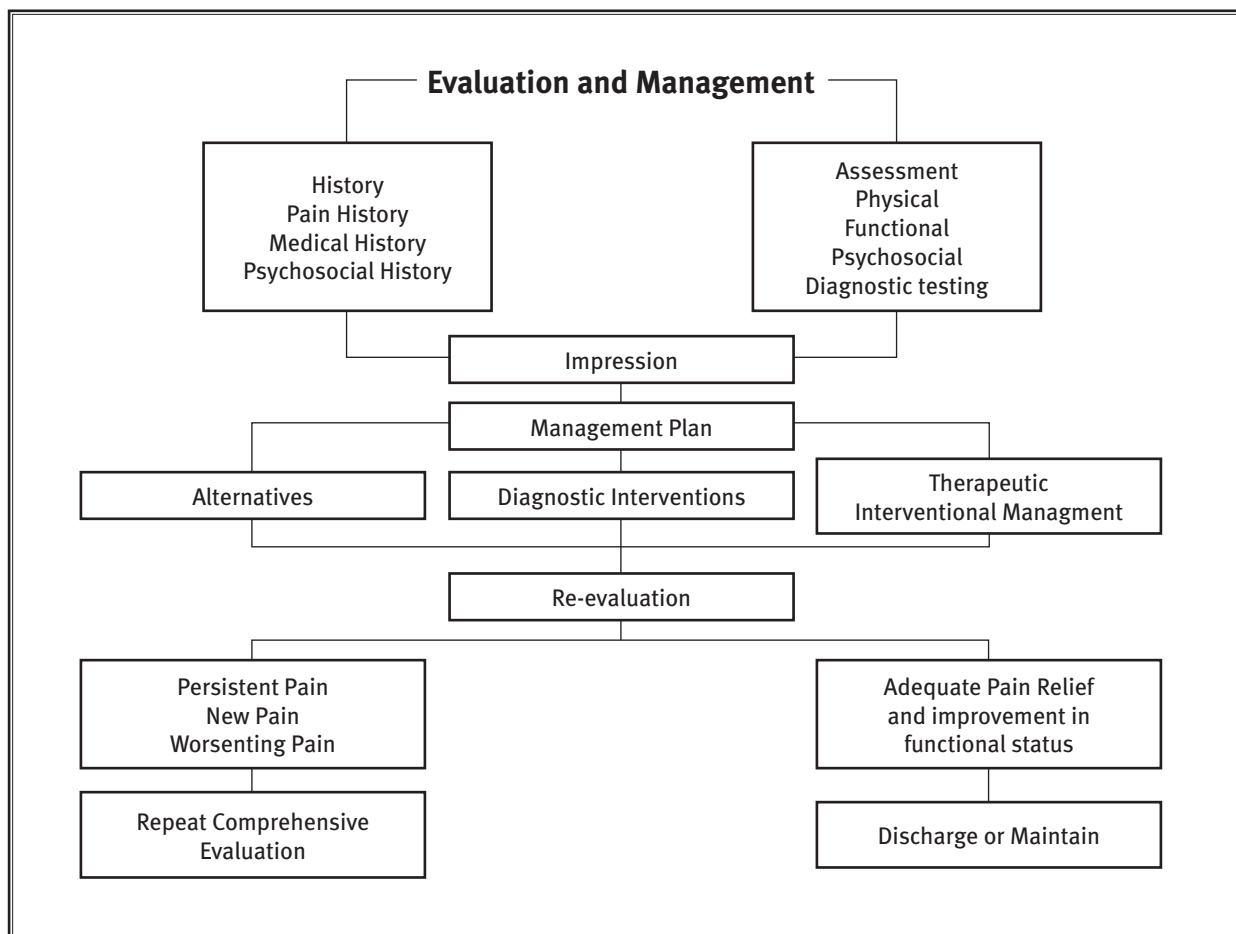 Evaluation and Management
History
Pain History
Medical History
Psychosocial History
Assessment
Physical
Functional
Psychosocial
Diagnostic testing
Impression
Management Plan
Alternatives
Diagnostic Interventions
Therapeutic
Interventional Managment
Re-evaluation
Persistent Pain
New Pain
Worsenting Pain
Adequate Pain Relief
and improvement in
functional status
Repeat Comprehensive
Evaluation
Discharge or Maintain